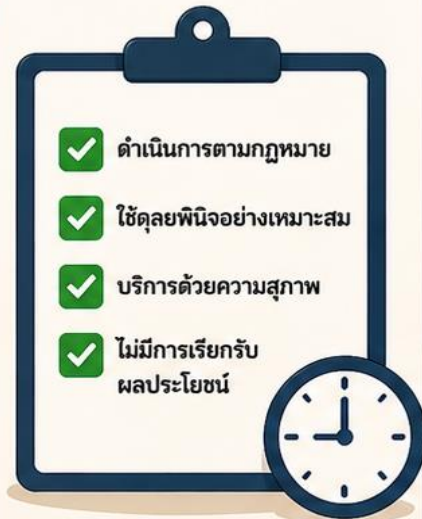 ดำเนินการตามกฎหมาย
ใช้ดุลยพินิจอย่างเหมาะสม
บริการด้วยความสุภาพ
ไม่มีการเรียกรับ
ผลประโยชน์